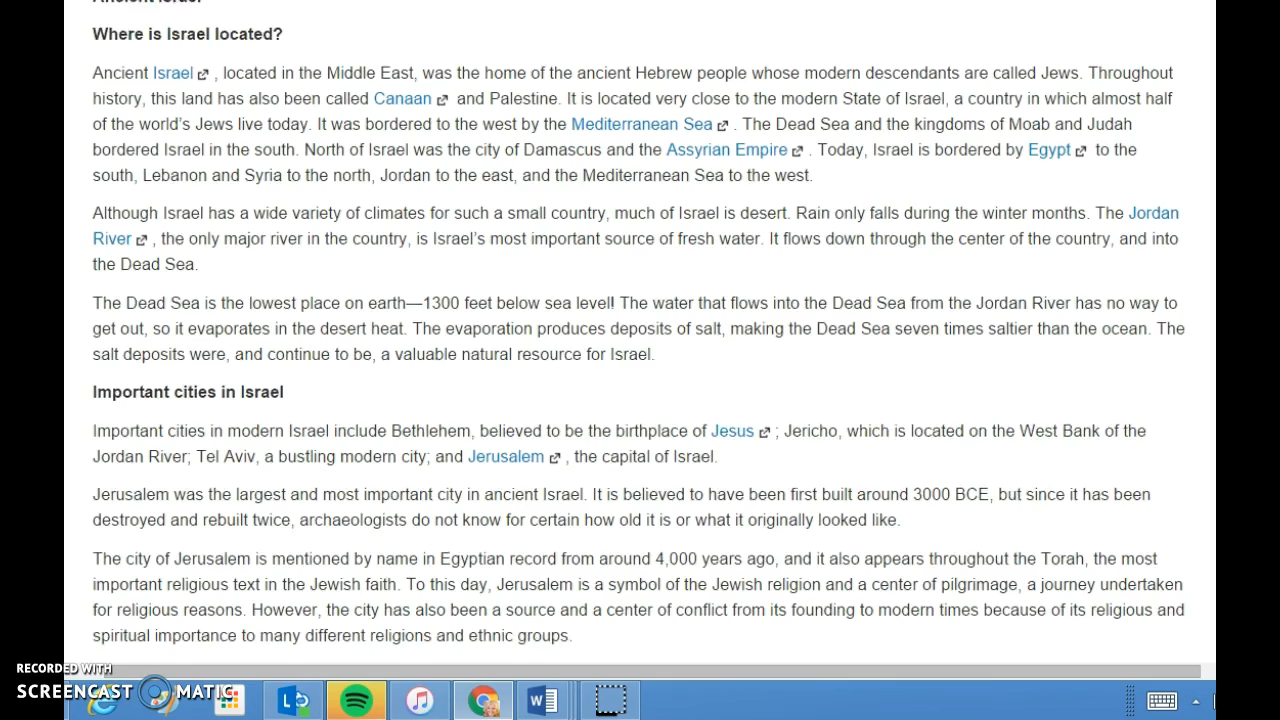 Ancient Israel
Where is Israel located?
Ancient Israel , located in the Middle East, was the home of the ancient Hebrew people whose modern descendants are called Jews. Throughout
history, this land has also been called Canaan and Palestine. It is located very close to the modern State of Israel, a country in which almost half
of the world’s Jews live today. It was bordered to the west by the Mediterranean Sea . The Dead Sea and the kingdoms of Moab and Judah
bordered Israel in the south. North of Israel was the city of Damascus and the Assyrian Empire . Today, Israel is bordered by Egypt to the
south, Lebanon and Syria to the north, Jordan to the east, and the Mediterranean Sea to the west.
Although Israel has a wide variety of climates for such a small country, much of Israel is desert. Rain only falls during the winter months. The Jordan
River , the only major river in the country, is Israel’s most important source of fresh water. It flows down through the center of the country, and into
the Dead Sea.
The Dead Sea is the lowest place on earth—1300 feet below sea level! The water that flows into the Dead Sea from the Jordan River has no way to
get out, so it evaporates in the desert heat. The evaporation produces deposits of salt, making the Dead Sea seven times saltier than the ocean. The
salt deposits were, and continue to be, a valuable natural resource for Israel.
Important cities in Israel
Important cities in modern Israel include Bethlehem, believed to be the birthplace of Jesus ; Jericho, which is located on the West Bank of the
Jordan River; Tel Aviv, a bustling modern city; and Jerusalem , the capital of Israel.
Jerusalem was the largest and most important city in ancient Israel. It is believed to have been first built around 3000 BCE, but since it has been
destroyed and rebuilt twice, archaeologists do not know for certain how old it is or what it originally looked like.
The city of Jerusalem is mentioned by name in Egyptian record from around 4,000 years ago, and it also appears throughout the Torah, the most
important religious text in the Jewish faith. To this day, Jerusalem is a symbol of the Jewish religion and a center of pilgrimage, a journey undertaken
for religious reasons. However, the city has also been a source and a center of conflict from its founding to modern times because of its religious and
spiritual importance to many different religions and ethnic groups.
RECORDED WITH
SCREENCAST MATIC